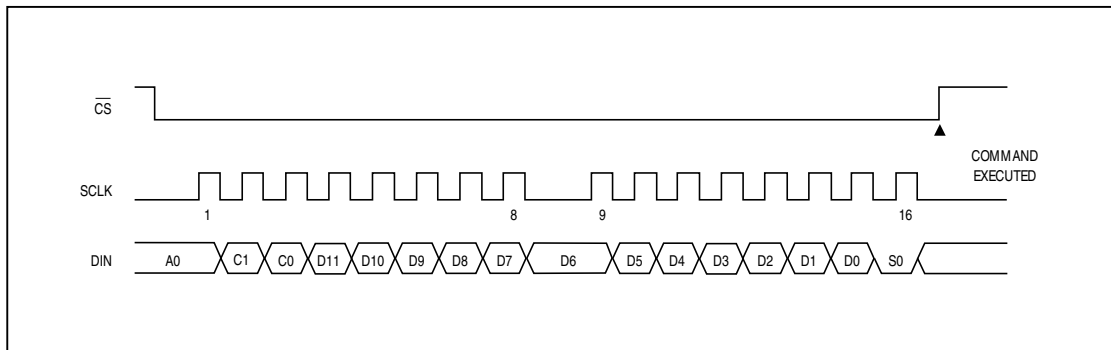 CS
COMMAND
EXECUTED
SCLK
1 8 9 16
DIN A0 C1 C0 D11 D10 D9 D8 D7 D6 D5 D4 D3 D2 D1 D0 S0